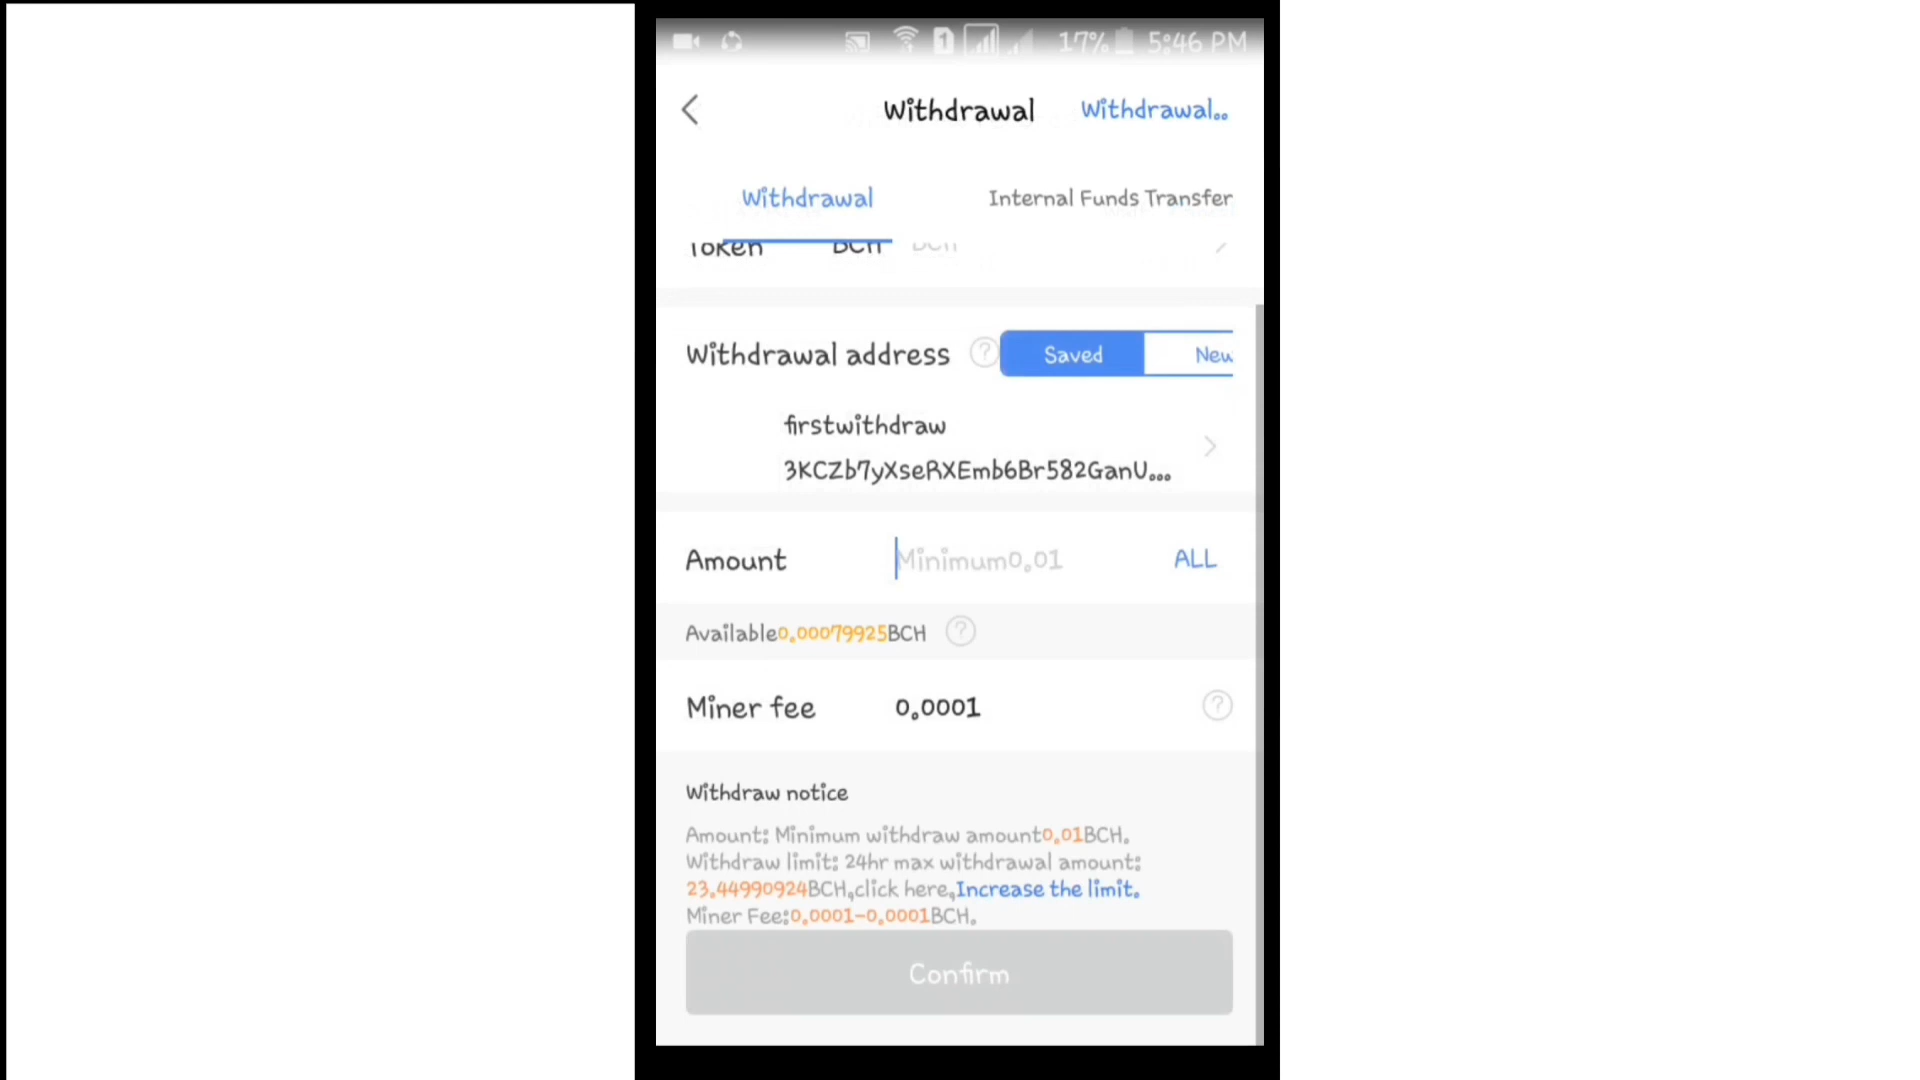 1 17% 5:46 PM
Withdrawal Withdrawal..
Withdrawal Internal Funds Transfer
Token BCH BCH
Withdrawal address ? Saved New
firstwithdraw
3KCZb7yXseRXEmb6Br582GanU...
Amount Minimum0.01 ALL
Available0.00079925BCH ?
Miner fee 0.0001 ?
Withdraw notice
Amount: Minimum withdraw amount0.01BCH.
Withdraw limit: 24hr max withdrawal amount:
23.44990924BCH,click here,Increase the limit.
Miner Fee:0.0001-0.0001BCH.
Confirm